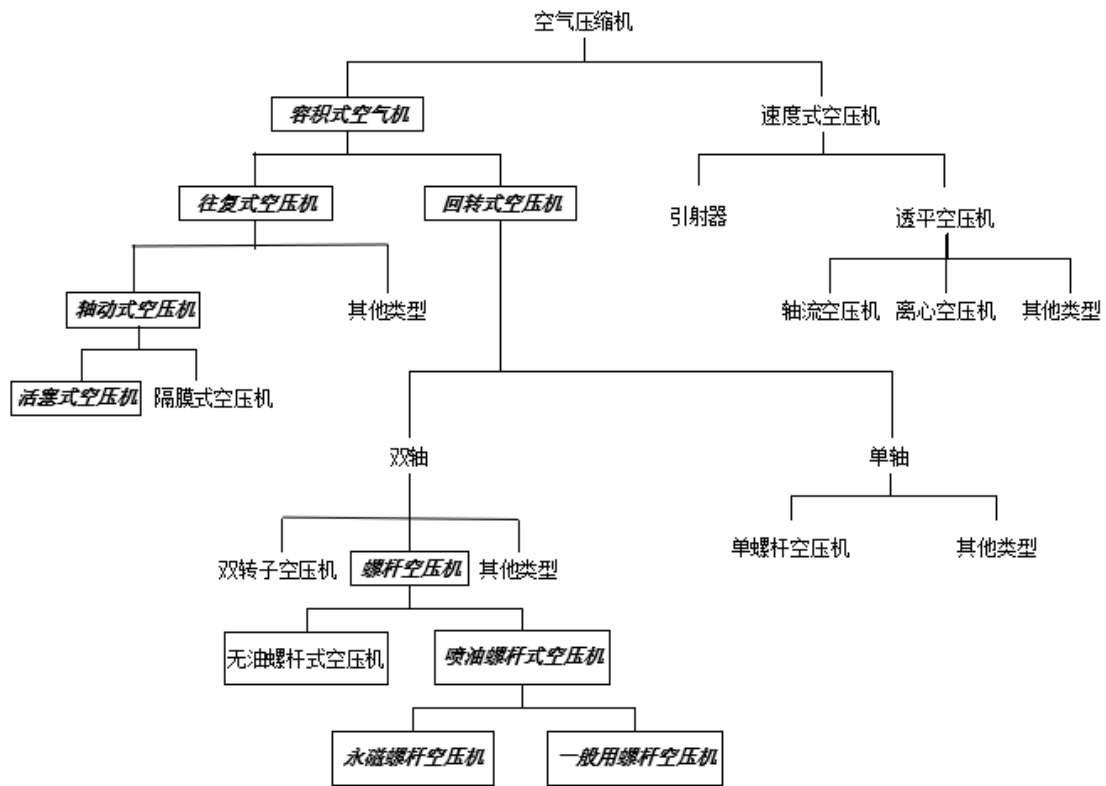 空气压缩机
容积式空气机
速度式空压机
往复式空压机
回转式空压机
引射器
透平空压机
轴动式空压机
其他类型
轴流空压机
离心空压机
其他类型
活塞式空压机
隔膜式空压机
双轴
单轴
双转子空压机
螺杆空压机
其他类型
单螺杆空压机
其他类型
无油螺杆式空压机
喷油螺杆式空压机
永磁螺杆空压机
一般用螺杆空压机